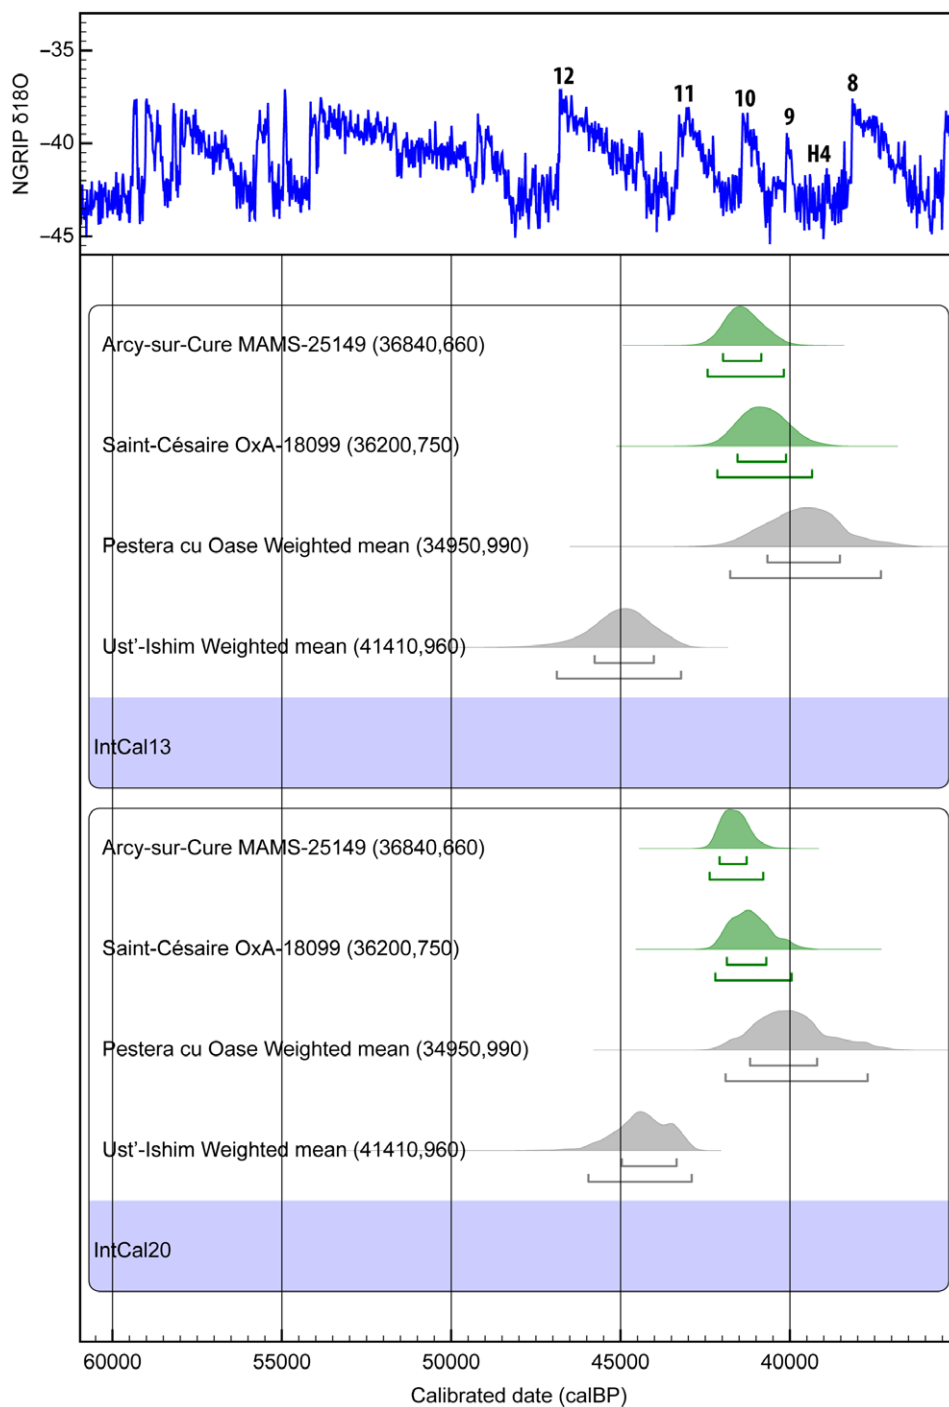 NGRIP δ18O
−35
−40
−45
12
11
10
9
H4
8
Arcy-sur-Cure MAMS-25149 (36840,660)
Saint-Césaire OxA-18099 (36200,750)
Pestera cu Oase Weighted mean (34950,990)
Ust'-Ishim Weighted mean (41410,960)
IntCal13
Arcy-sur-Cure MAMS-25149 (36840,660)
Saint-Césaire OxA-18099 (36200,750)
Pestera cu Oase Weighted mean (34950,990)
Ust'-Ishim Weighted mean (41410,960)
IntCal20
60000 55000 50000 45000 40000
Calibrated date (calBP)